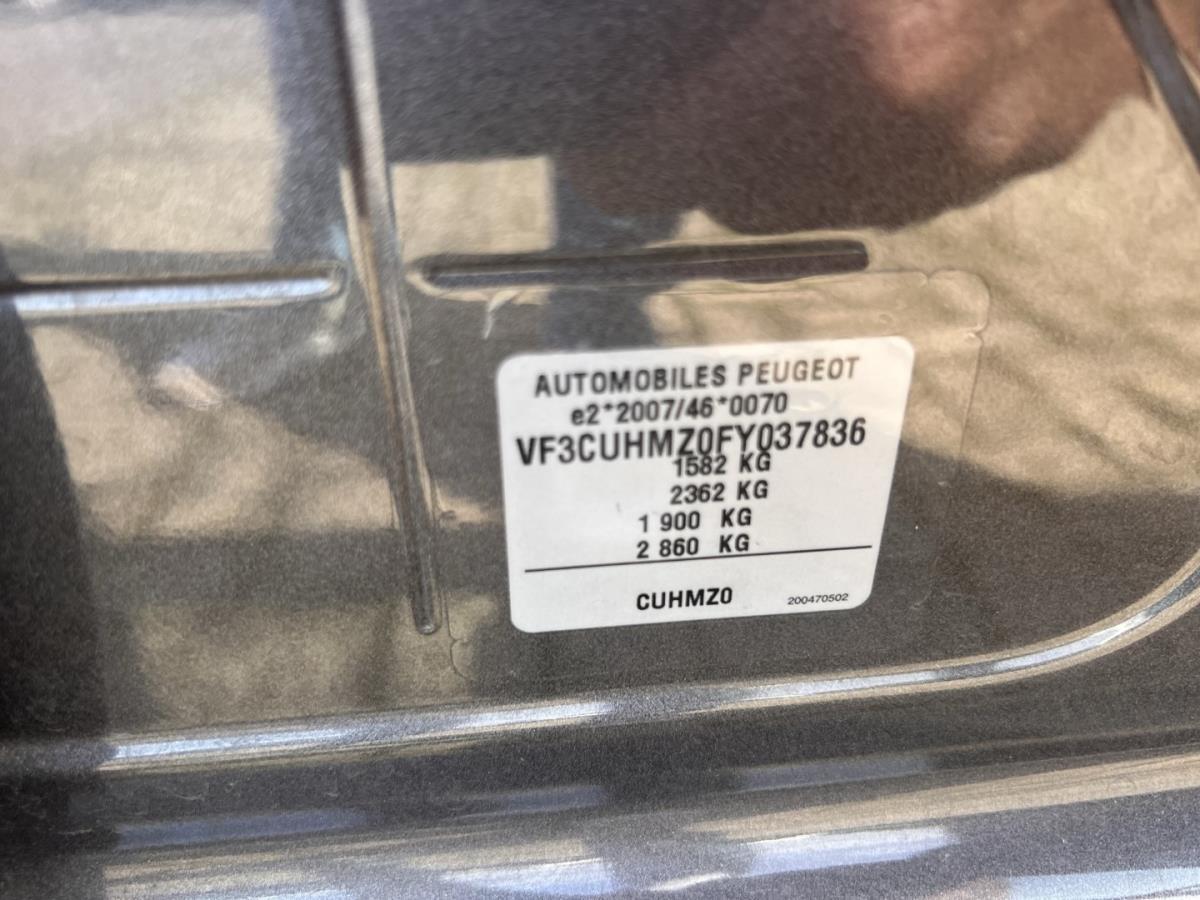 AUTOMOBILES PEUGEOT
e2*2007/46*0070
VF3CUHMZ0FY037836
1582 KG
2362 KG
1 900 KG
2 860 KG
CUHMZ0
200470502